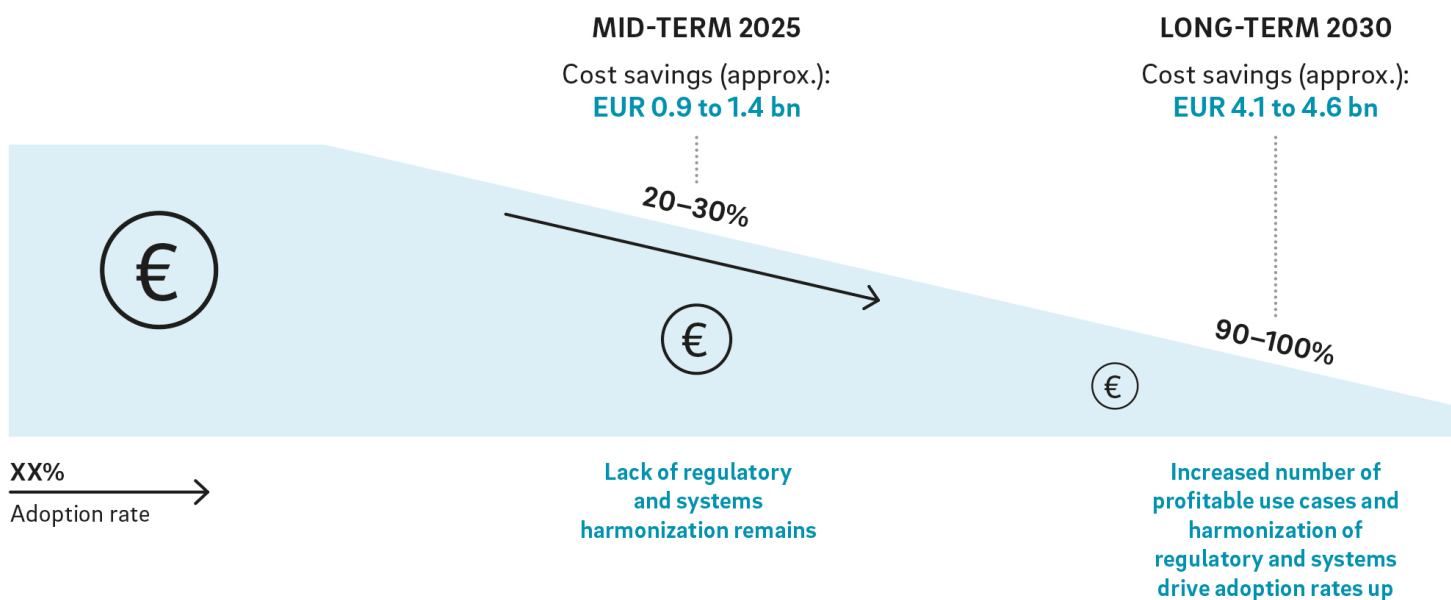 MID-TERM 2025
Cost savings (approx.):
EUR 0.9 to 1.4 bn
LONG-TERM 2030
Cost savings (approx.):
EUR 4.1 to 4.6 bn
20–30%
90–100%
€
€
€
XX%
Adoption rate
Lack of regulatory
and systems
harmonization remains
Increased number of
profitable use cases and
harmonization of
regulatory and systems
drive adoption rates up